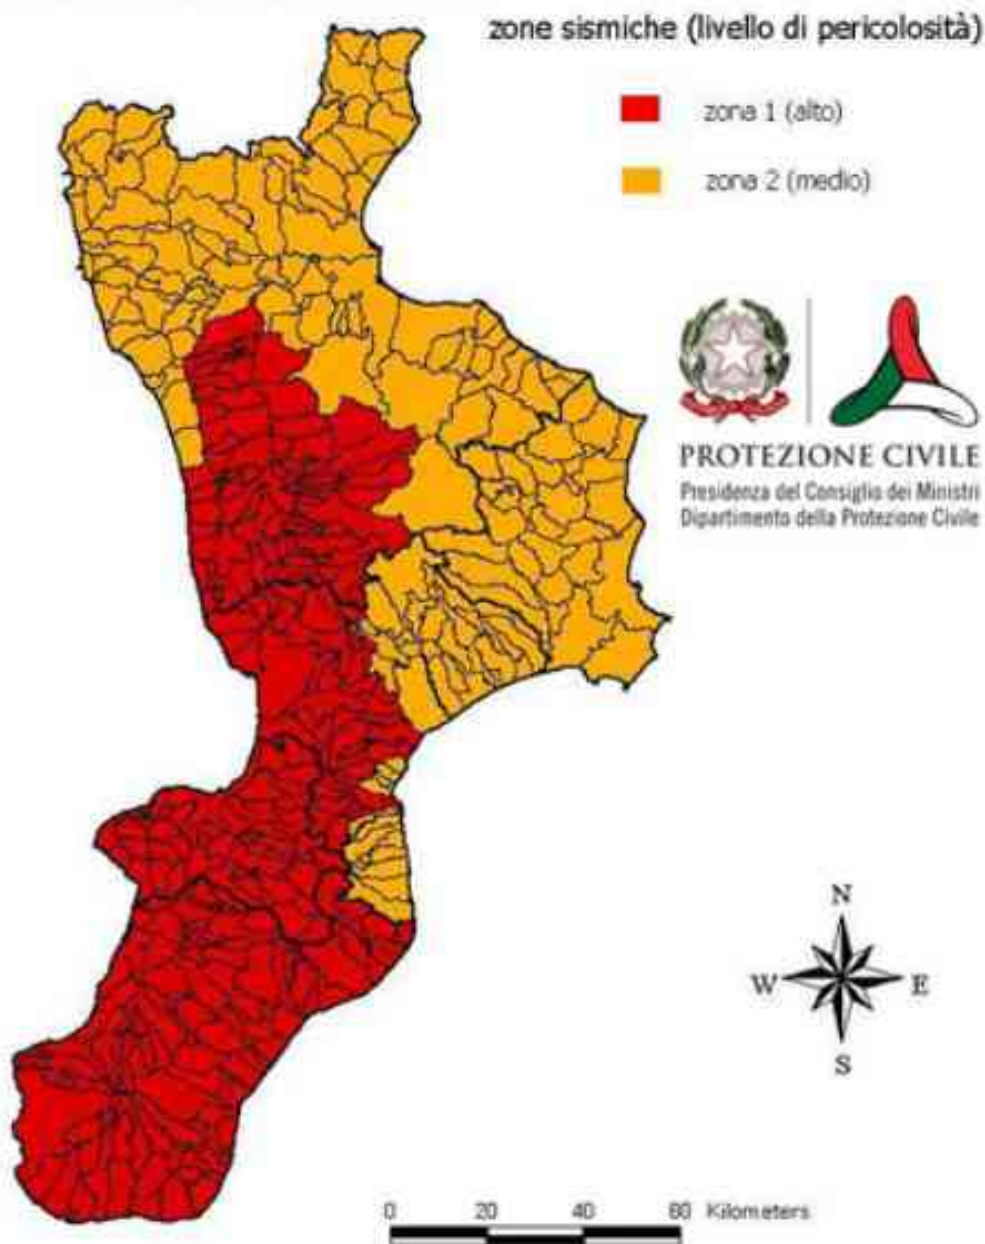 zone sismiche (livello di pericolosità)
zona 1 (alto)
zona 2 (medio)
PROTEZIONE CIVILE
Presidenza del Consiglio dei Ministri
Dipartimento della Protezione Civile
N
W E
S
0 20 40 60 Kilometers